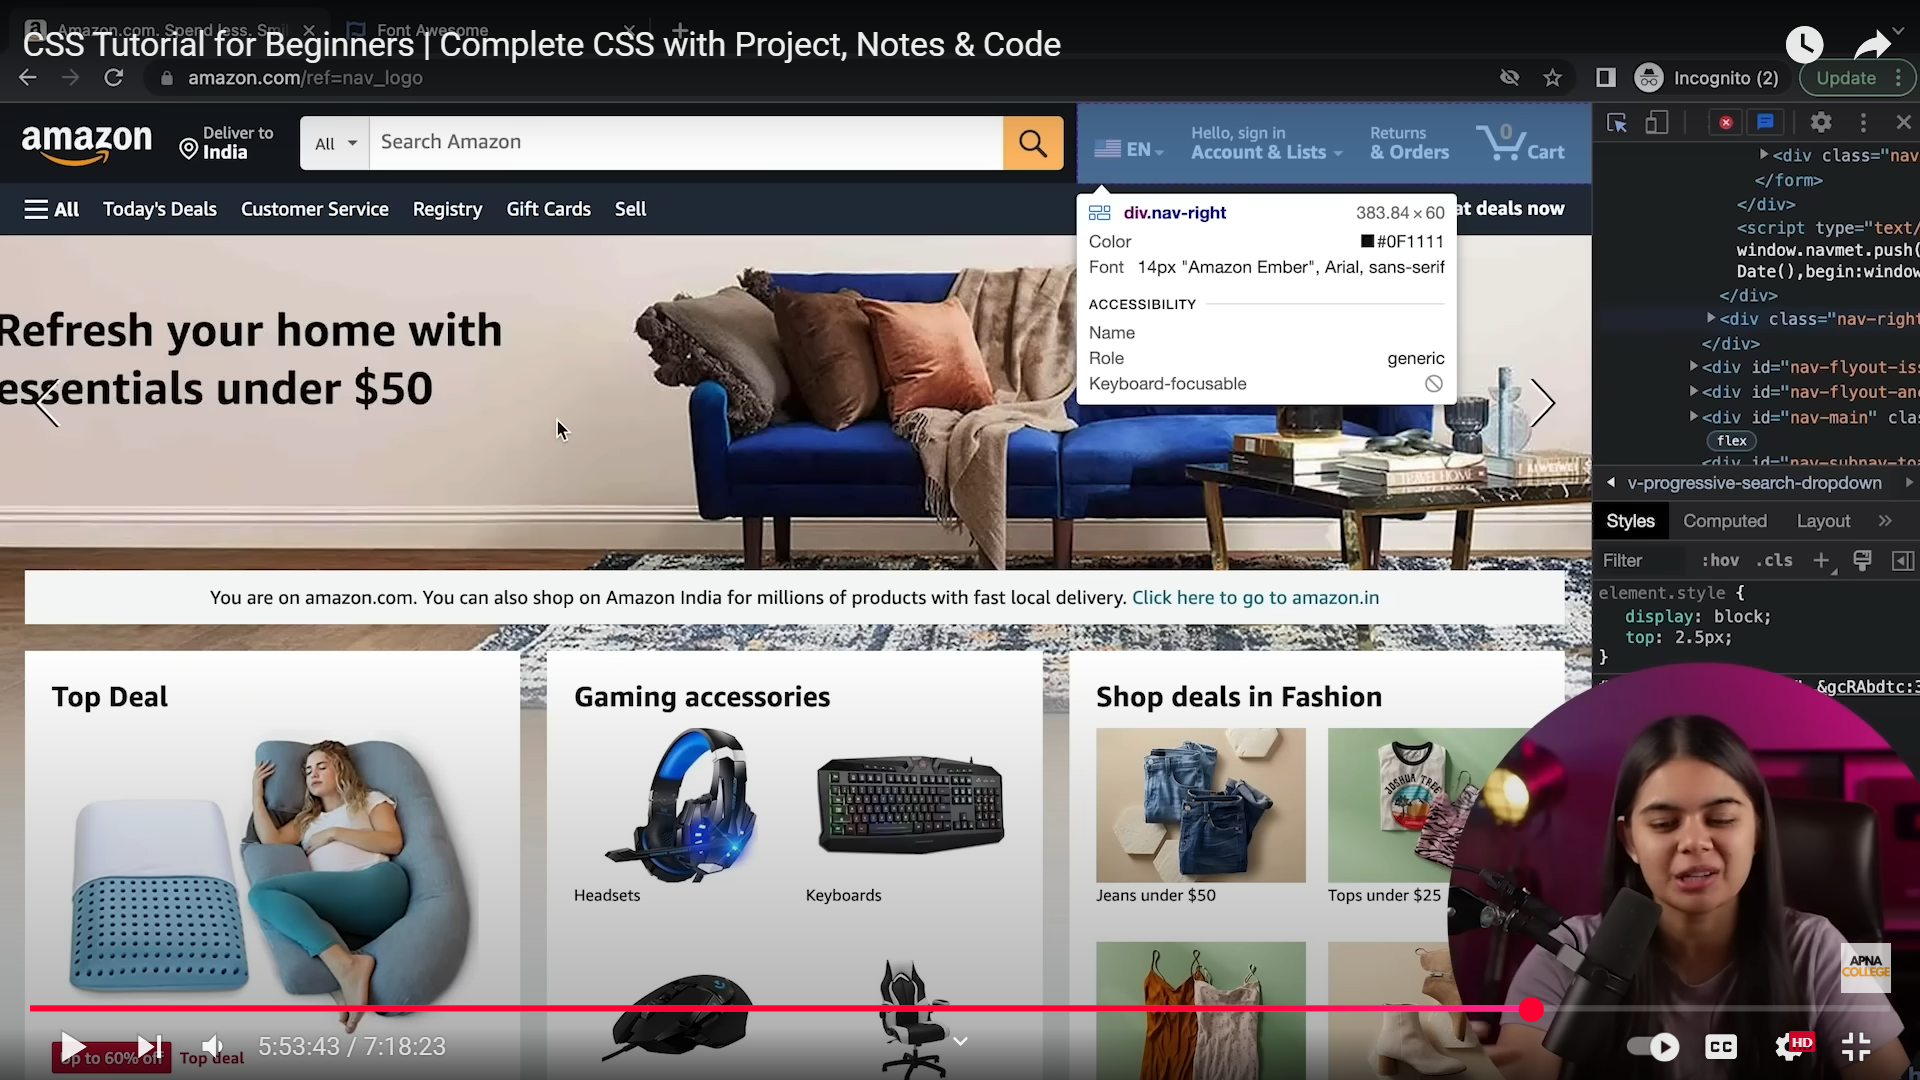 Amazon.com. Spend less. Smil
Font Awesome
CSS Tutorial for Beginners | Complete CSS with Project, Notes & Code
amazon.com/ref=nav_logo
Incognito (2)
Update
amazon
Deliver to
India
All
Search Amazon
EN
Hello, sign in
Account & Lists
Returns
& Orders
0
Cart
All
Today's Deals
Customer Service
Registry
Gift Cards
Sell
at deals now
div.nav-right
383.84 × 60
Color
#0F1111
Font
14px "Amazon Ember", Arial, sans-serif
ACCESSIBILITY
Name
Role
generic
Keyboard-focusable
Refresh your home with
essentials under $50
You are on amazon.com. You can also shop on Amazon India for millions of products with fast local delivery. Click here to go to amazon.in
Top Deal
Gaming accessories
Shop deals in Fashion
JOSHUA TREE
Headsets
Keyboards
Jeans under $50
Tops under $25
Up to 60% off
Top deal
<div class="nav
</form>
</div>
<script type="text/
window.navmet.push(
Date(),begin:window
</div>
<div class="nav-right
</div>
<div id="nav-flyout-is
<div id="nav-flyout-an
<div id="nav-main" clas
flex
<div id="nav-subnav-to
v-progressive-search-dropdown
Styles
Computed
Layout
Filter
:hov
.cls
element.style {
display: block;
top: 2.5px;
}
&gcRAbdtc:3
APNA
COLLEGE
5:53:43 / 7:18:23
CC
HD